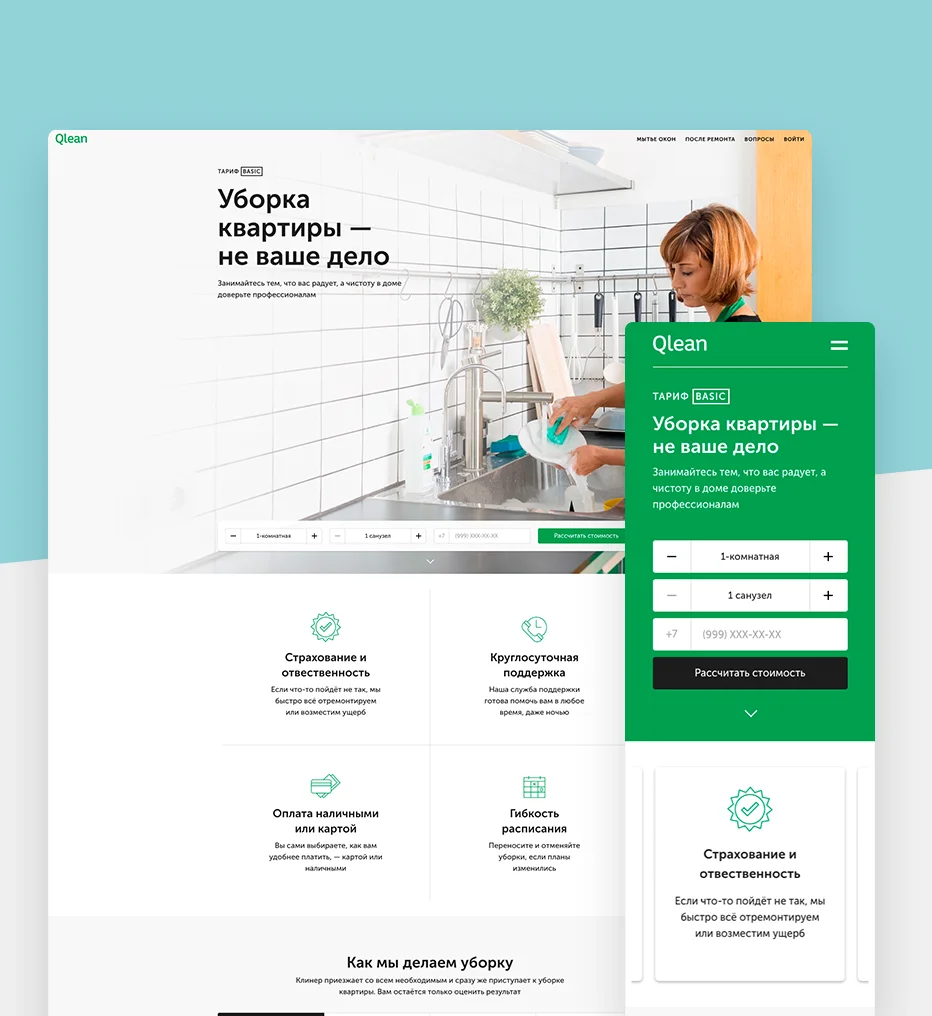 Qlean
МЫТЬЕ ОКОН ПОСЛЕ РЕМОНТА ВОПРОСЫ ВОЙТИ
ТАРИФ BASIC
Уборка
квартиры —
не ваше дело
Занимайтесь тем, что вас радует, а чистоту в доме
доверьте профессионалам
− 1-комнатная + − 1 санузел + +7 (999) XXX-XX-XX Рассчитать стоимость
Страхование и
отвественность
Если что-то пойдёт не так, мы
быстро всё отремонтируем
или возместим ущерб
Круглосуточная
поддержка
Наша служба поддержки
готова помочь вам в любое
время, даже ночью
Оплата наличными
или картой
Вы сами выбираете, как вам
удобнее платить, — картой или
наличными
Гибкость
расписания
Переносите и отменяйте
уборки, если планы
изменились
Как мы делаем уборку
Клинер приезжает со всем необходимым и сразу же приступает к уборке
квартиры. Вам остаётся только оценить результат
Qlean
ТАРИФ BASIC
Уборка квартиры —
не ваше дело
Занимайтесь тем, что вас радует, а
чистоту в доме доверьте
профессионалам
− 1-комнатная +
− 1 санузел +
+7 (999) XXX-XX-XX
Рассчитать стоимость
Страхование и
отвественность
Если что-то пойдёт не так, мы
быстро всё отремонтируем
или возместим ущерб